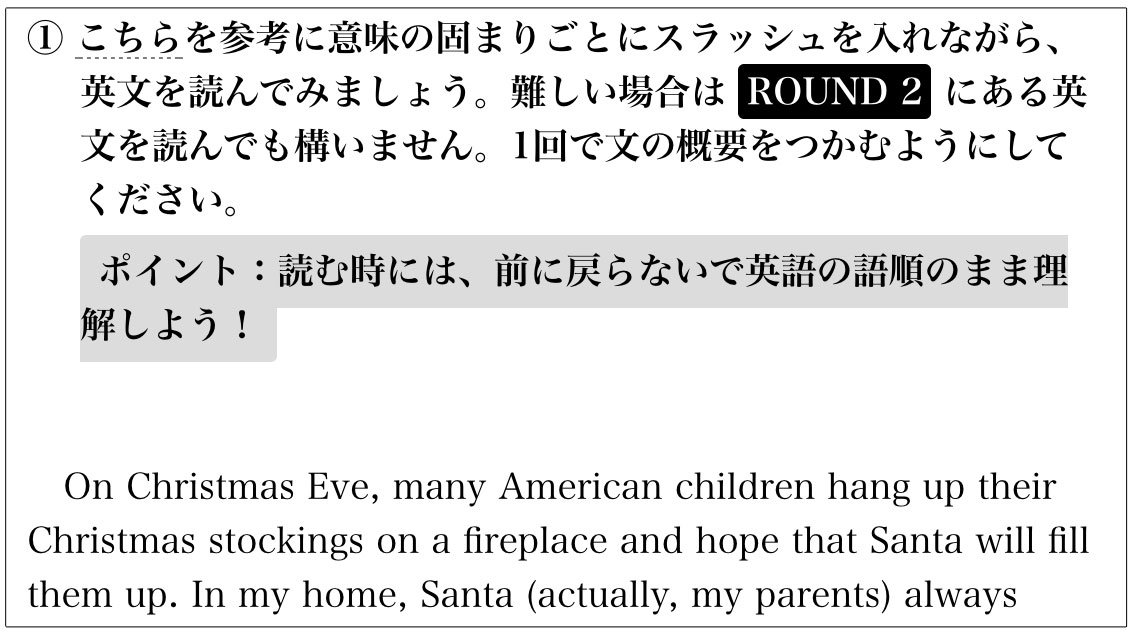 ① こちらを参考に意味の固まりごとにスラッシュを入れながら、
英文を読んでみましょう。難しい場合は ROUND 2 にある英
文を読んでも構いません。1回で文の概要をつかむようにして
ください。
ポイント：読む時には、前に戻らないで英語の語順のまま理
解しよう！
On Christmas Eve, many American children hang up their
Christmas stockings on a fireplace and hope that Santa will fill
them up. In my home, Santa (actually, my parents) always